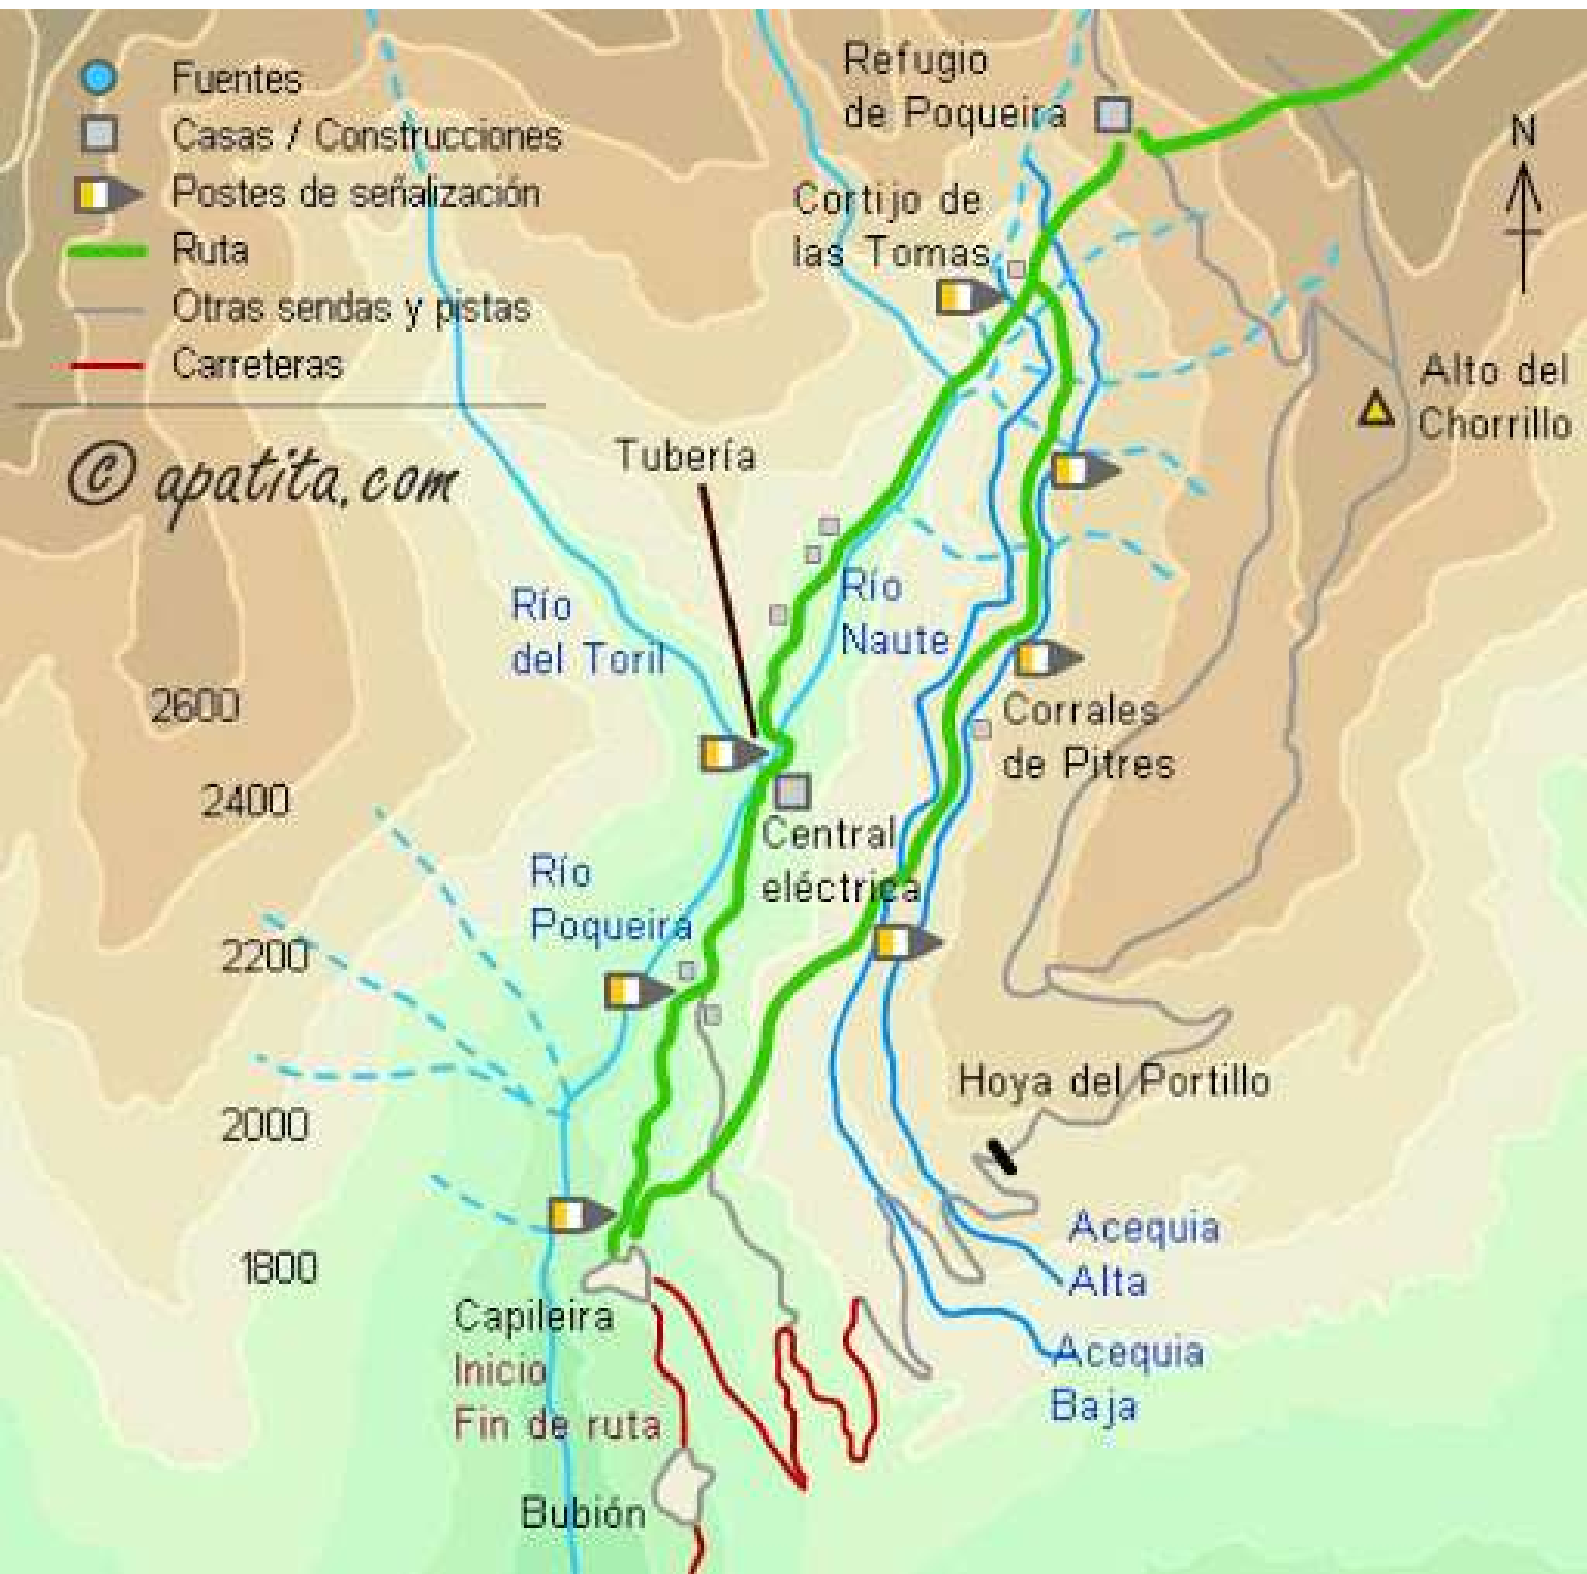 Fuentes
Casas / Construcciones
Postes de señalización
Ruta
Otras sendas y pistas
Carreteras
© apatita.com
Refugio
de Poqueira
N
Cortijo de
las Tomas
Alto del
Chorrillo
Tubería
Río
del Toril
Río
Naute
2600
Corrales
de Pitres
2400
Central
eléctrica
Río
Poqueira
2200
Hoya del Portillo
2000
Acequia
Alta
1800
Capileira
Inicio
Fin de ruta
Acequia
Baja
Bubión